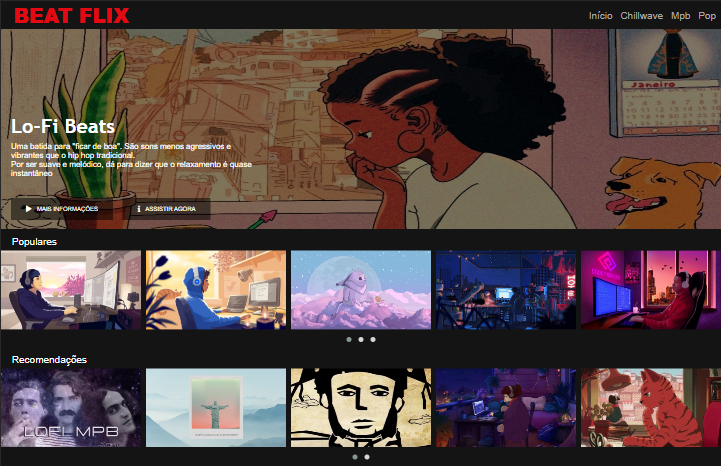 BEAT FLIX
Início Chillwave Mpb Pop
Janeiro
Lo-Fi Beats
Uma batida para "ficar de boa". São sons menos agressivos e
vibrantes que o hip hop tradicional.
Por ser suave e melódico, dá para dizer que o relaxamento é quase
instantâneo
MAIS INFORMAÇÕES
ASSISTIR AGORA
Populares
Recomendações
LOFI MPB